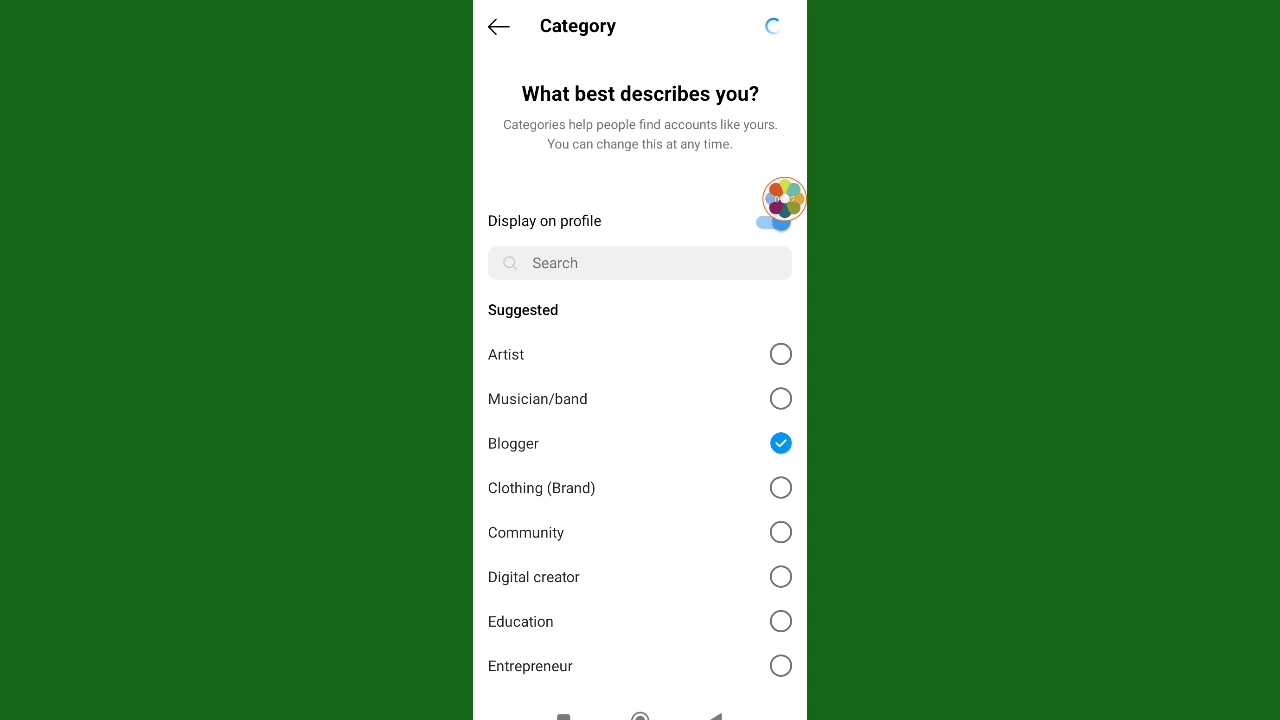 Category
What best describes you?
Categories help people find accounts like yours.
You can change this at any time.
Display on profile
Search
Suggested
Artist
Musician/band
Blogger
Clothing (Brand)
Community
Digital creator
Education
Entrepreneur